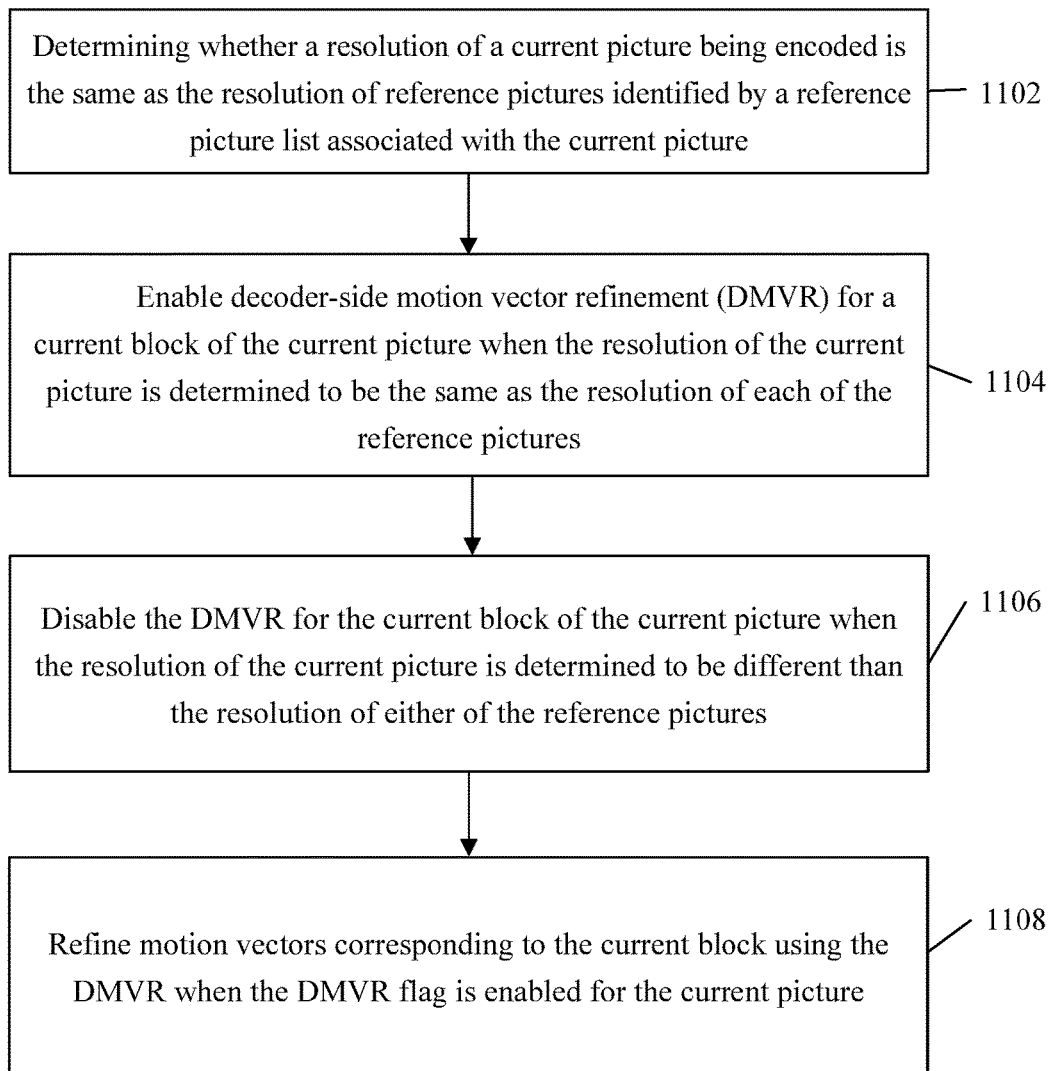 Determining whether a resolution of a current picture being encoded is
the same as the resolution of reference pictures identified by a reference
picture list associated with the current picture
1102
Enable decoder-side motion vector refinement (DMVR) for a
current block of the current picture when the resolution of the current
picture is determined to be the same as the resolution of each of the
reference pictures
1104
Disable the DMVR for the current block of the current picture when
the resolution of the current picture is determined to be different than
the resolution of either of the reference pictures
1106
Refine motion vectors corresponding to the current block using the
DMVR when the DMVR flag is enabled for the current picture
1108